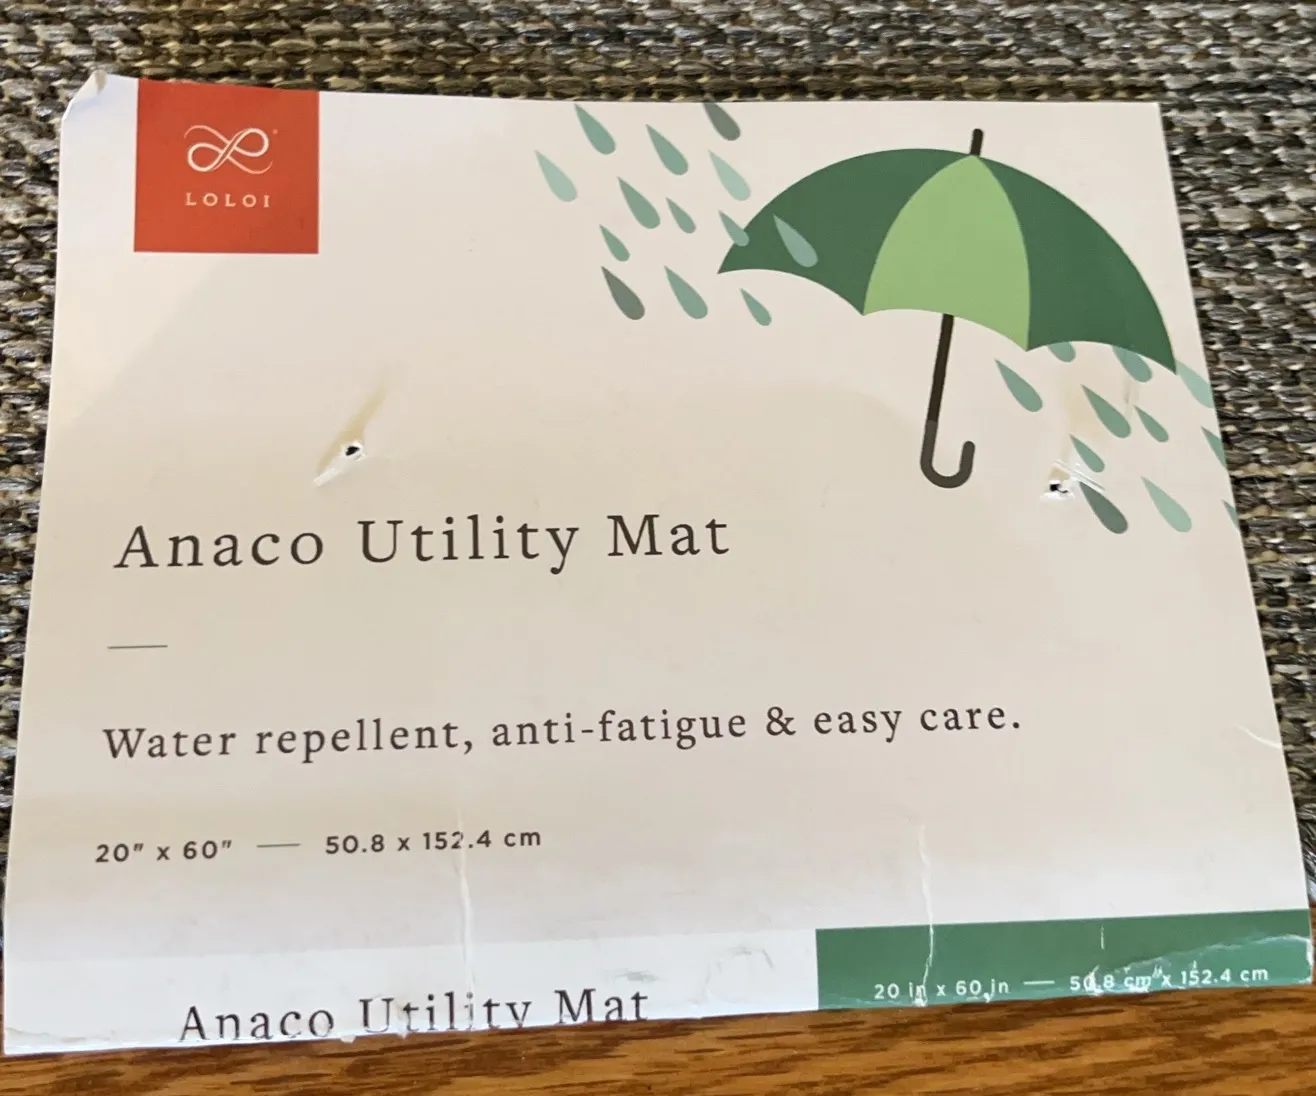 LOLOI
Anaco Utility Mat
Water repellent, anti-fatigue & easy care.
20" x 60" — 50.8 x 152.4 cm
20 in x 60 in — 50.8 cm x 152.4 cm
Anaco Utility Mat